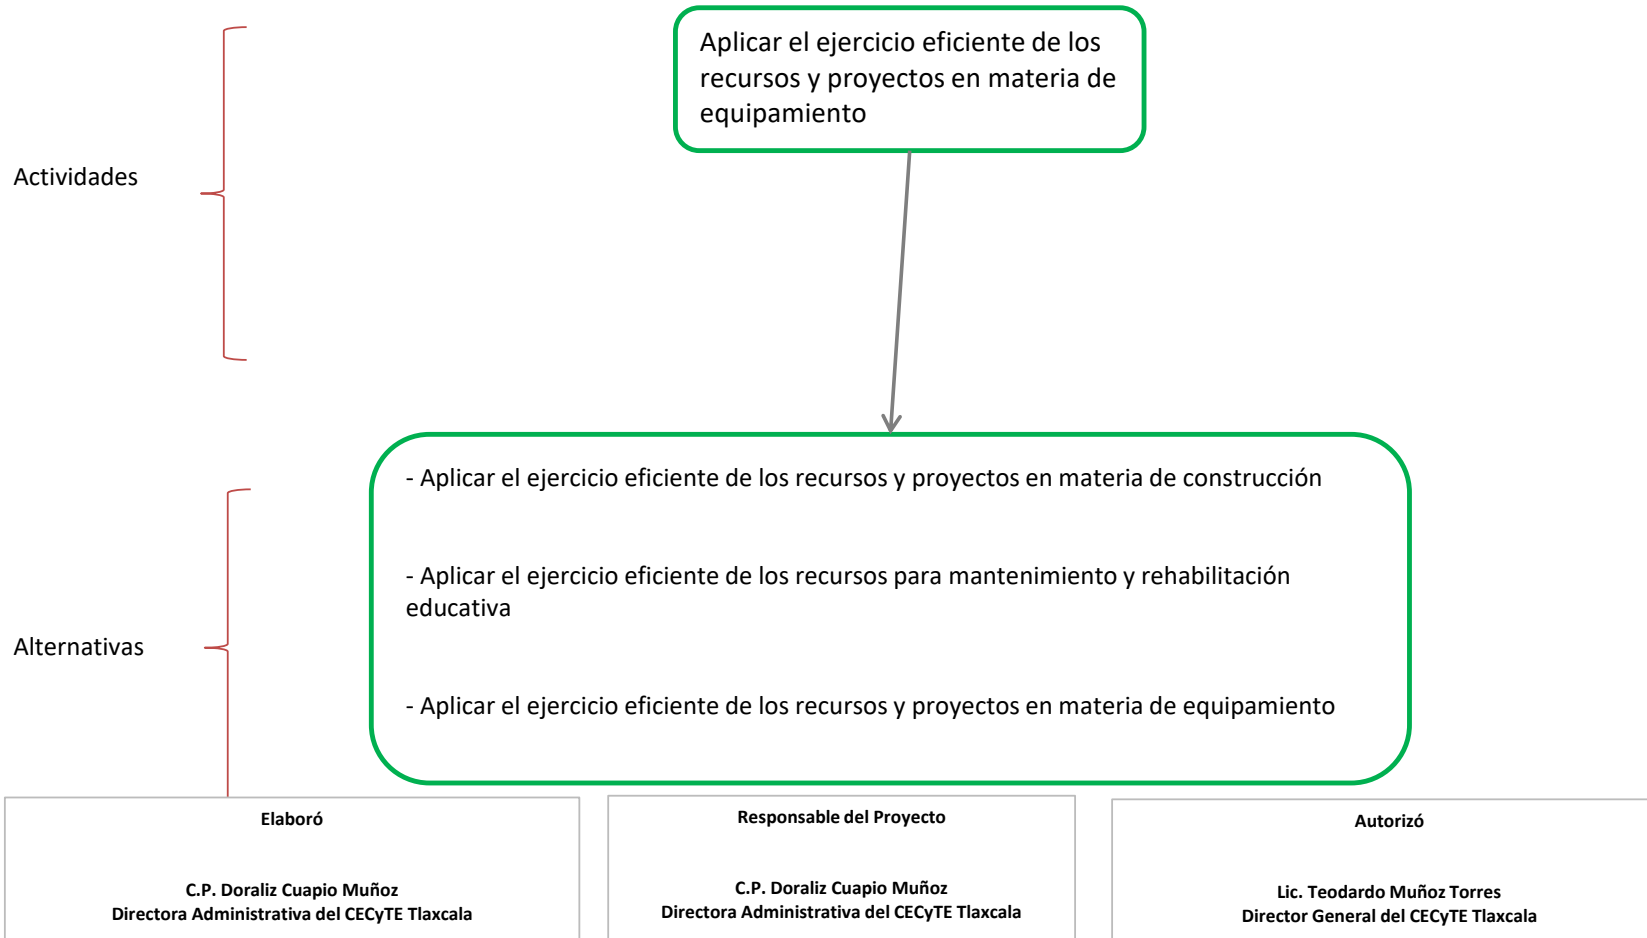 Aplicar el ejercicio eficiente de los
recursos y proyectos en materia de
equipamiento
Actividades
- Aplicar el ejercicio eficiente de los recursos y proyectos en materia de construcción
- Aplicar el ejercicio eficiente de los recursos para mantenimiento y rehabilitación
educativa
Alternativas
- Aplicar el ejercicio eficiente de los recursos y proyectos en materia de equipamiento
Elaboró
C.P. Doraliz Cuapio Muñoz
Directora Administrativa del CECyTE Tlaxcala
Responsable del Proyecto
C.P. Doraliz Cuapio Muñoz
Directora Administrativa del CECyTE Tlaxcala
Autorizó
Lic. Teodardo Muñoz Torres
Director General del CECyTE Tlaxcala